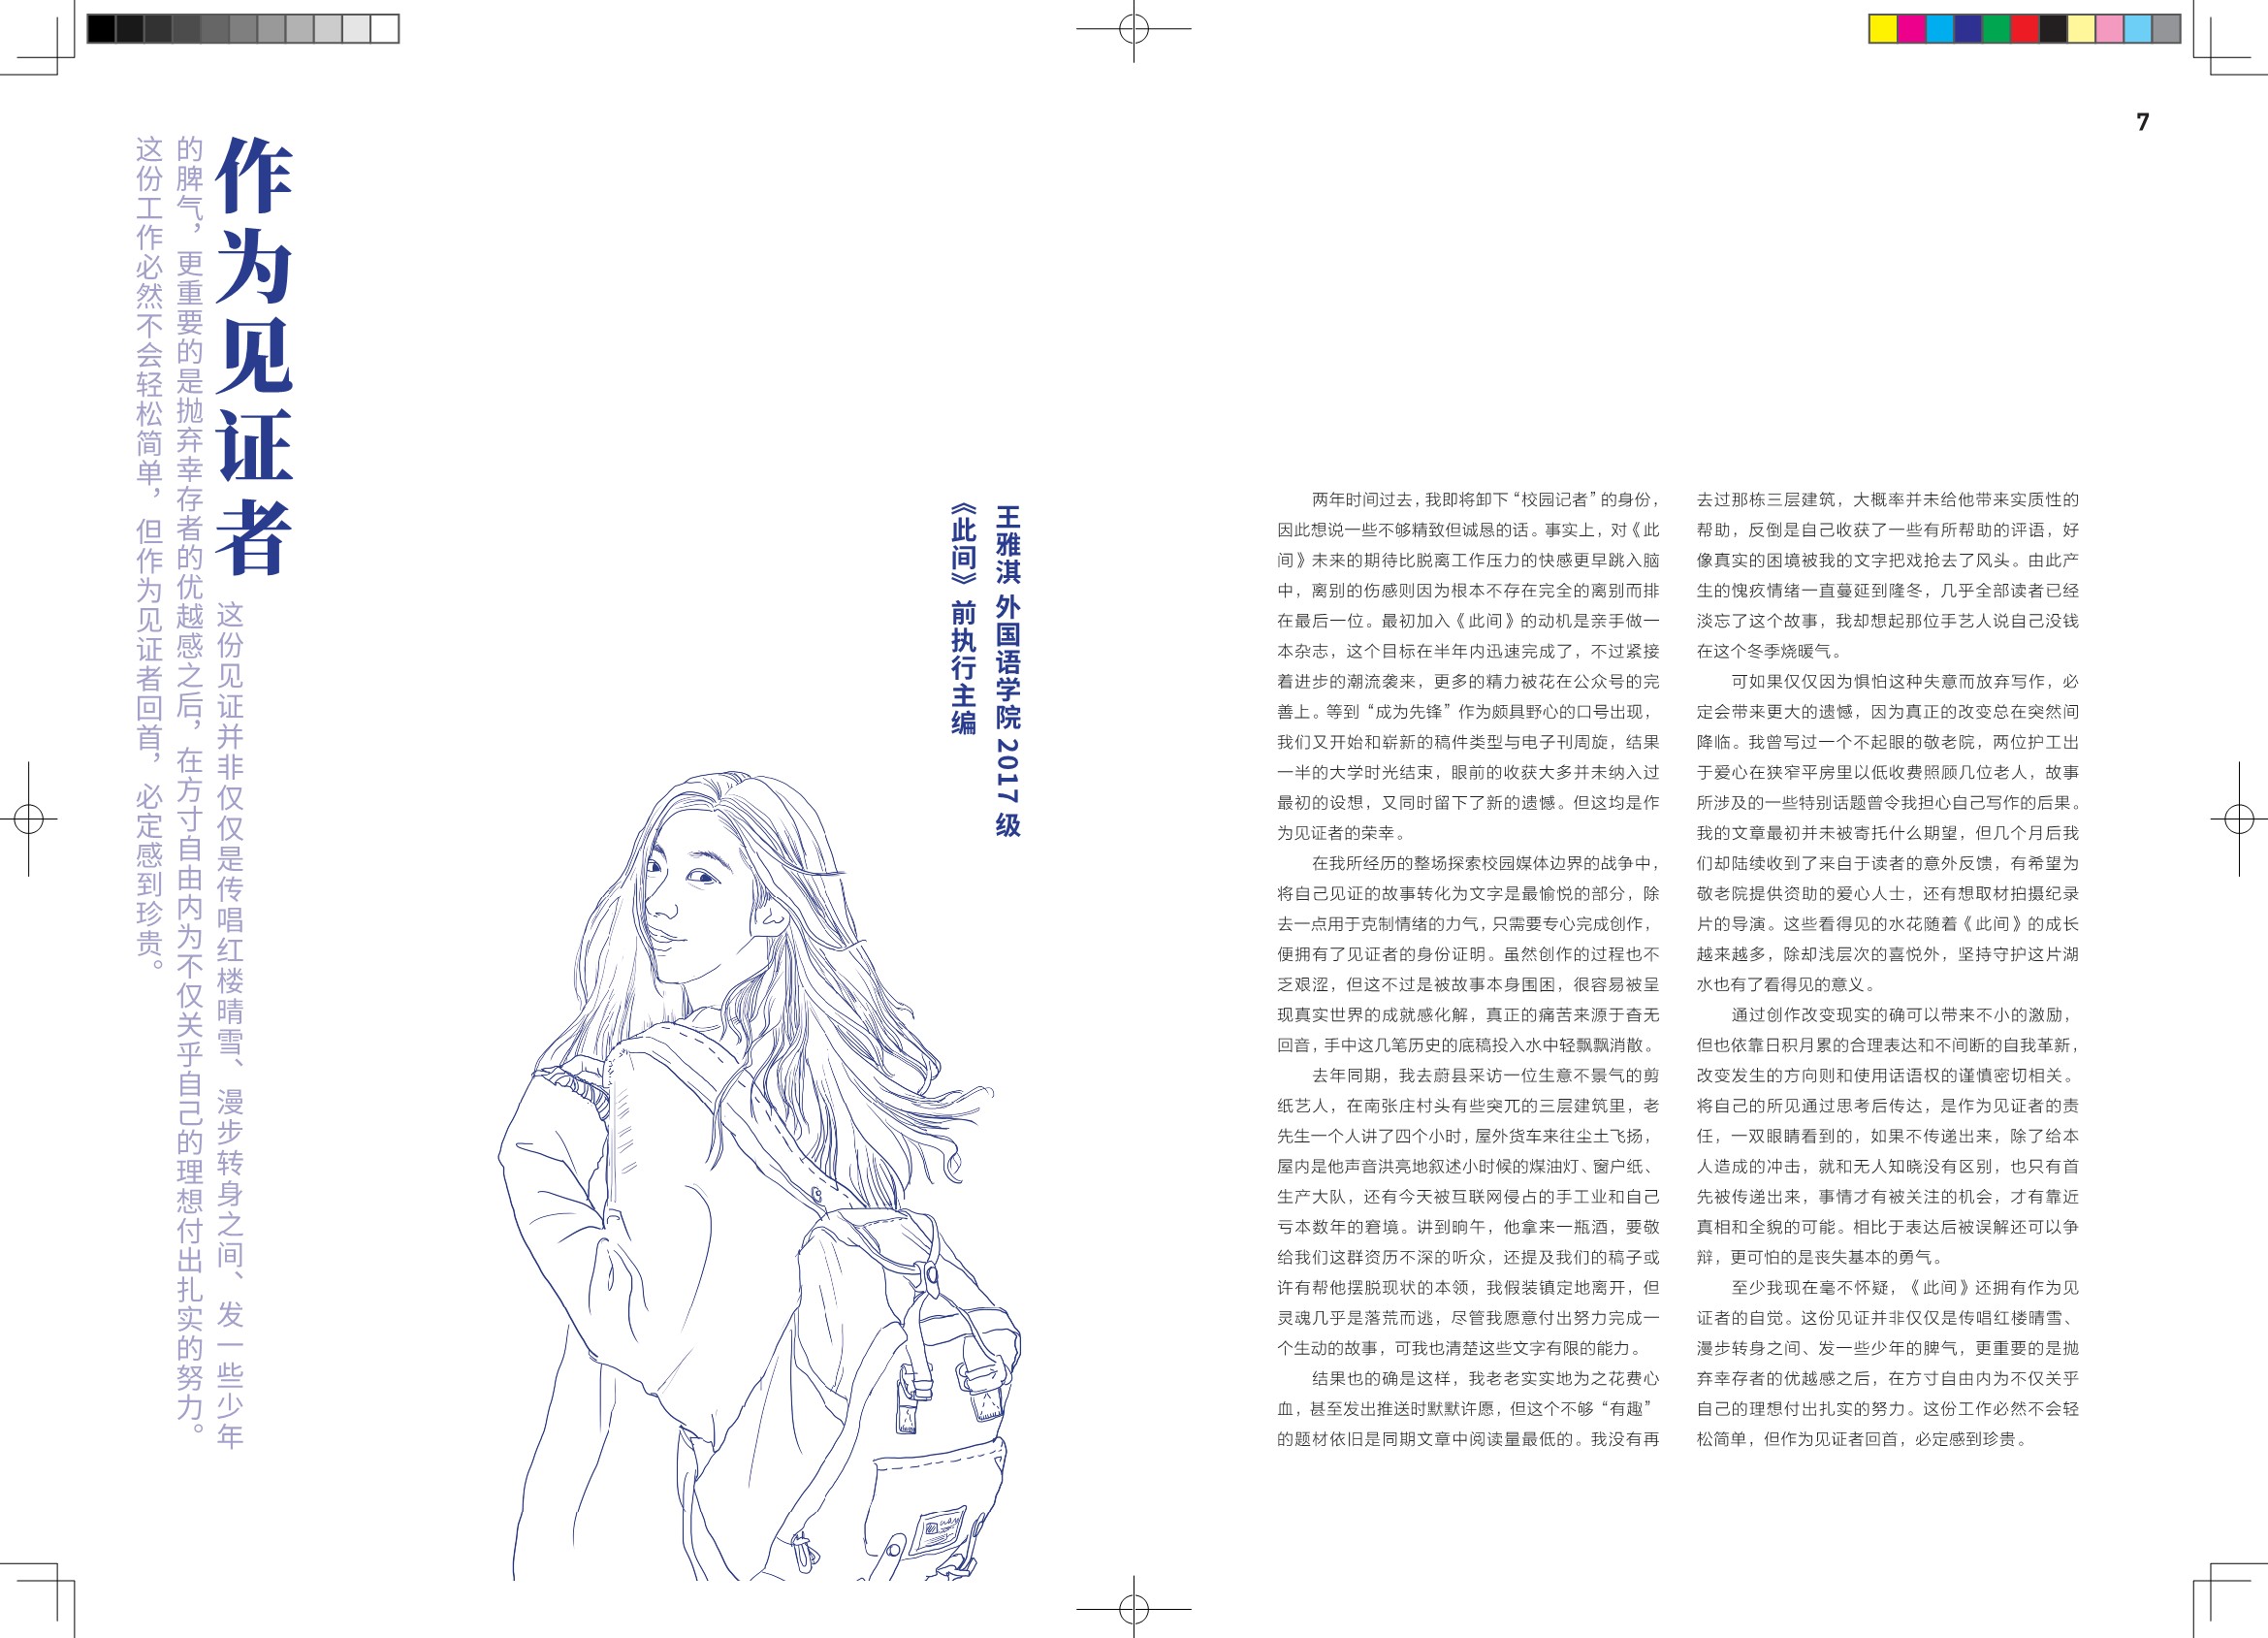 作为见证者
这份见证并非仅仅是传唱红楼晴雪、漫步转身之间、发一些少年
的脾气，更重要的是抛弃幸存者的优越感之后，在方寸自由内为不仅关乎自己的理想付出扎实的努力。
这份工作必然不会轻松简单，但作为见证者回首，必定感到珍贵。
王雅淇 外国语学院 2017 级
《此间》前执行主编
7
两年时间过去，我即将卸下“校园记者”的身份，
因此想说一些不够精致但诚恳的话。事实上，对《此
间》未来的期待比脱离工作压力的快感更早跳入脑
中，离别的伤感则因为根本不存在完全的离别而排
在最后一位。最初加入《此间》的动机是亲手做一
本杂志，这个目标在半年内迅速完成了，不过紧接
着进步的潮流袭来，更多的精力被花在公众号的完
善上。等到“成为先锋”作为颇具野心的口号出现，
我们又开始和崭新的稿件类型与电子刊周旋，结果
一半的大学时光结束，眼前的收获大多并未纳入过
最初的设想，又同时留下了新的遗憾。但这均是作
为见证者的荣幸。
在我所经历的整场探索校园媒体边界的战争中，
将自己见证的故事转化为文字是最愉悦的部分，除
去一点用于克制情绪的力气，只需要专心完成创作，
便拥有了见证者的身份证明。虽然创作的过程也不
乏艰涩，但这不过是被故事本身围困，很容易被呈
现真实世界的成就感化解，真正的痛苦来源于杳无
回音，手中这几笔历史的底稿投入水中轻飘飘消散。
去年同期，我去蔚县采访一位生意不景气的剪
纸艺人，在南张庄村头有些突兀的三层建筑里，老
先生一个人讲了四个小时，屋外货车来往尘土飞扬，
屋内是他声音洪亮地叙述小时候的煤油灯、窗户纸、
生产大队，还有今天被互联网侵占的手工业和自己
亏本数年的窘境。讲到晌午，他拿来一瓶酒，要敬
给我们这群资历不深的听众，还提及我们的稿子或
许有帮他摆脱现状的本领，我假装镇定地离开，但
灵魂几乎是落荒而逃，尽管我愿意付出努力完成一
个生动的故事，可我也清楚这些文字有限的能力。
结果也的确是这样，我老老实实地为之花费心
血，甚至发出推送时默默许愿，但这个不够“有趣”
的题材依旧是同期文章中阅读量最低的。我没有再
去过那栋三层建筑，大概率并未给他带来实质性的
帮助，反倒是自己收获了一些有所帮助的评语，好
像真实的困境被我的文字把戏抢去了风头。由此产
生的愧疚情绪一直蔓延到隆冬，几乎全部读者已经
淡忘了这个故事，我却想起那位手艺人说自己没钱
在这个冬季烧暖气。
可如果仅仅因为惧怕这种失意而放弃写作，必
定会带来更大的遗憾，因为真正的改变总在突然间
降临。我曾写过一个不起眼的敬老院，两位护工出
于爱心在狭窄平房里以低收费照顾几位老人，故事
所涉及的一些特别话题曾令我担心自己写作的后果。
我的文章最初并未被寄托什么期望，但几个月后我
们却陆续收到了来自于读者的意外反馈，有希望为
敬老院提供资助的爱心人士，还有想取材拍摄纪录
片的导演。这些看得见的水花随着《此间》的成长
越来越多，除却浅层次的喜悦外，坚持守护这片湖
水也有了看得见的意义。
通过创作改变现实的确可以带来不小的激励，
但也依靠日积月累的合理表达和不间断的自我革新，
改变发生的方向则和使用话语权的谨慎密切相关。
将自己的所见通过思考后传达，是作为见证者的责
任，一双眼睛看到的，如果不传递出来，除了给本
人造成的冲击，就和无人知晓没有区别，也只有首
先被传递出来，事情才有被关注的机会，才有靠近
真相和全貌的可能。相比于表达后被误解还可以争
辩，更可怕的是丧失基本的勇气。
至少我现在毫不怀疑，《此间》还拥有作为见
证者的自觉。这份见证并非仅仅是传唱红楼晴雪、
漫步转身之间、发一些少年的脾气，更重要的是抛
弃幸存者的优越感之后，在方寸自由内为不仅关乎
自己的理想付出扎实的努力。这份工作必然不会轻
松简单，但作为见证者回首，必定感到珍贵。